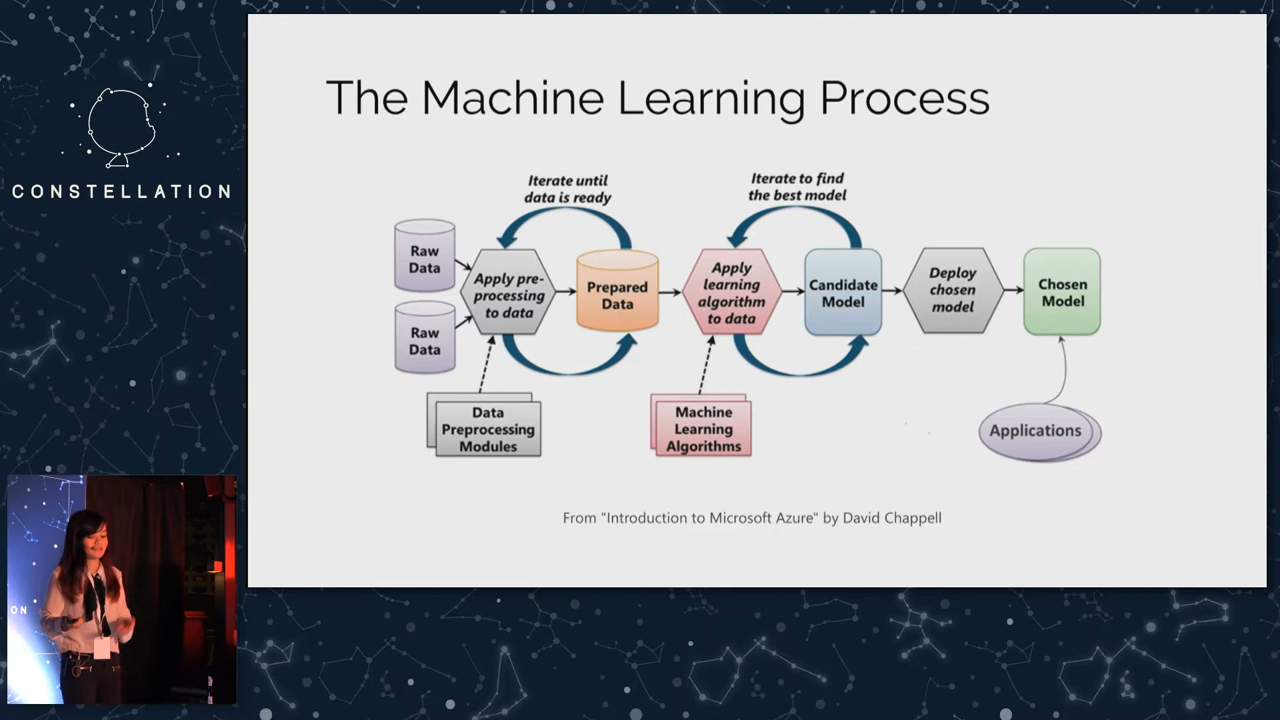 CONSTELLATION
The Machine Learning Process
Iterate until
data is ready
Iterate to find
the best model
Raw
Data
Raw
Data
Apply pre-
processing
to data
Prepared
Data
Apply
learning
algorithm
to data
Candidate
Model
Deploy
chosen
model
Chosen
Model
Data
Preprocessing
Modules
Machine
Learning
Algorithms
Applications
From "Introduction to Microsoft Azure" by David Chappell
ON